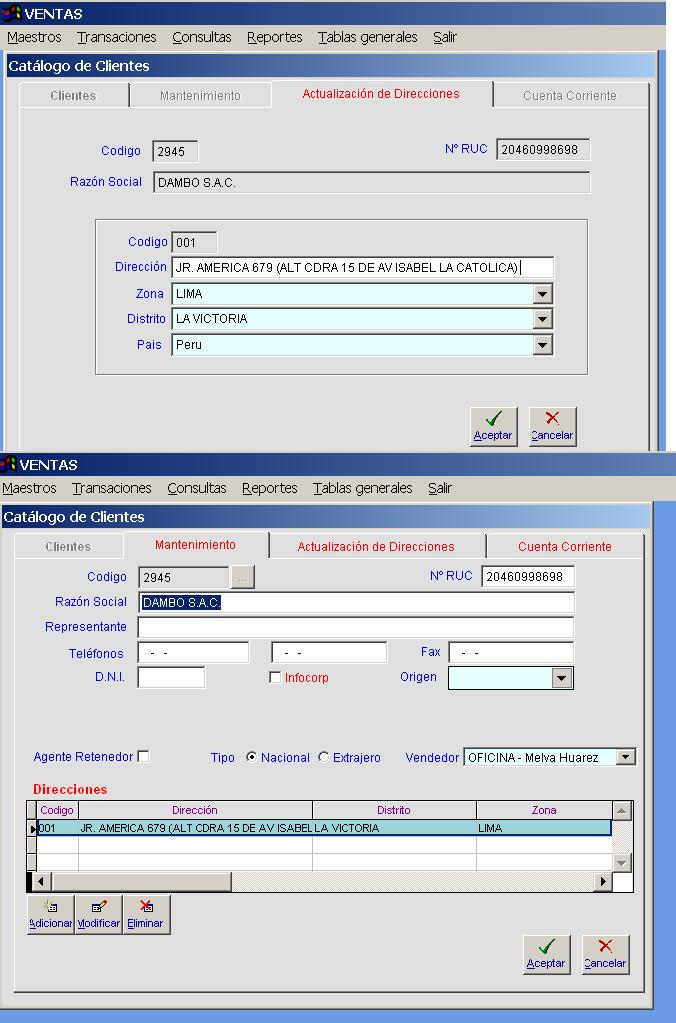 VENTAS
Maestros Transaciones Consultas Reportes Tablas generales Salir
Catálogo de Clientes
Clientes Mantenimiento Actualización de Direcciones Cuenta Corriente
Codigo 2945 Nº RUC 20460998698
Razón Social DAMBO S.A.C.
Codigo 001
Dirección JR. AMERICA 679 (ALT CDRA 15 DE AV ISABEL LA CATOLICA)
Zona LIMA
Distrito LA VICTORIA
Pais Peru
Aceptar Cancelar
VENTAS
Maestros Transaciones Consultas Reportes Tablas generales Salir
Catálogo de Clientes
Clientes Mantenimiento Actualización de Direcciones Cuenta Corriente
Codigo 2945 ... Nº RUC 20460998698
Razón Social DAMBO S.A.C.
Representante
Teléfonos - - - - Fax - -
D.N.I. Infocorp Origen
Agente Retenedor Tipo Nacional Extrajero Vendedor OFICINA - Melva Huarez
Direcciones
Codigo Dirección Distrito Zona
001 JR. AMERICA 679 (ALT CDRA 15 DE AV ISABEL LA VICTORIA LIMA
Adicionar Modificar Eliminar
Aceptar Cancelar